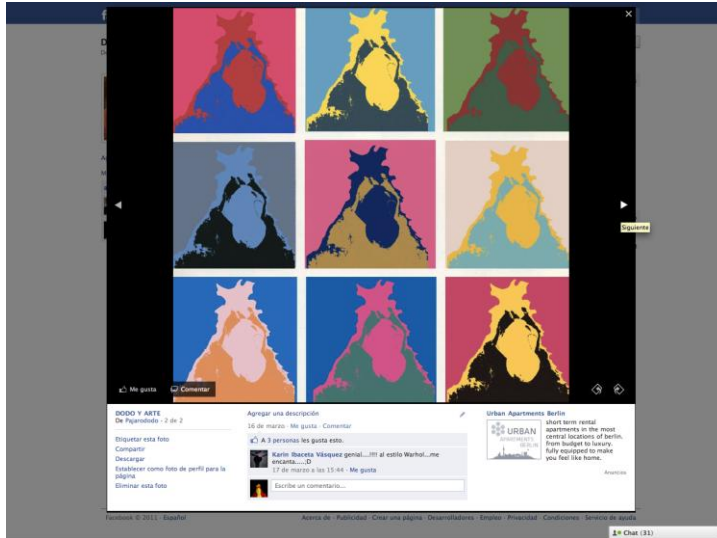 Siguiente
Me gusta
Comentar
DODO Y ARTE
De Pajarododo · 2 de 2
Etiquetar esta foto
Compartir
Descargar
Establecer como foto de perfil para la
página
Eliminar esta foto
Agregar una descripción
16 de marzo · Me gusta · Comentar
A 3 personas les gusta esto.
Karin Ibaceta Vásquez genial....!!!! al estilo Warhol...me
encanta.....;D
17 de marzo a las 15:44 · Me gusta
Escribe un comentario...
Urban Apartments Berlin
URBAN
APARTMENTS
BERLIN
short term rental
apartments in the most
central locations of berlin.
from budget to luxury.
fully equipped to make
you feel home.
Anuncios
Facebook © 2011 · Español
Acerca de · Publicidad · Crear una página · Desarrolladores · Empleo · Privacidad · Condiciones · Servicio de ayuda
Chat (31)